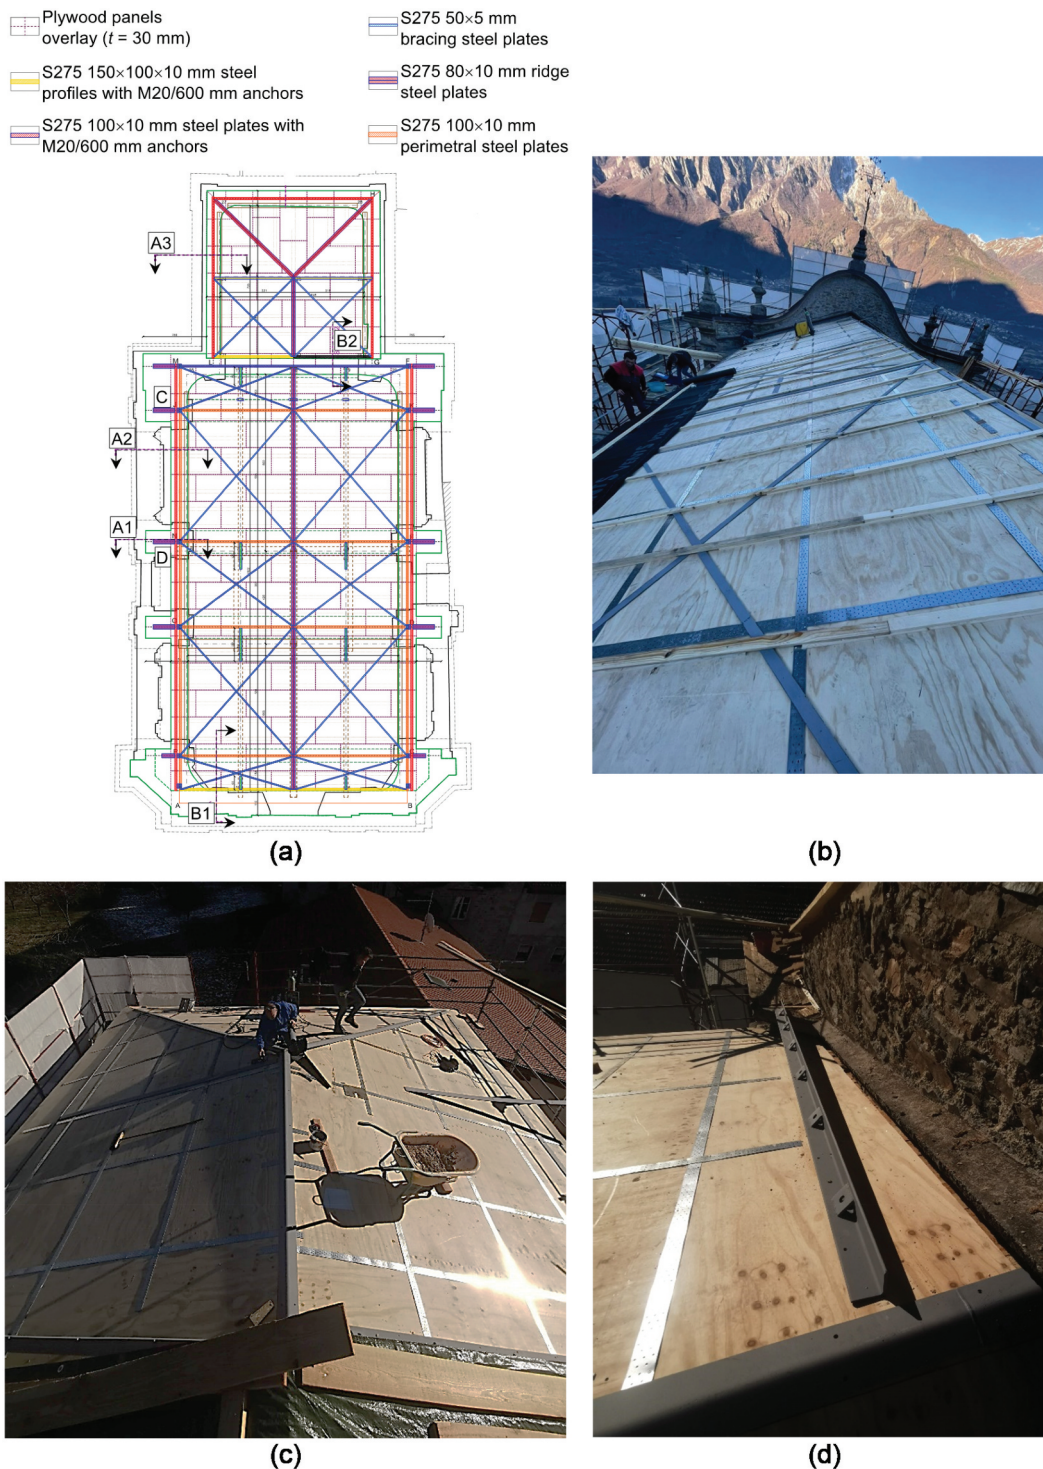 Plywood panels
overlay (t = 30 mm)
S275 150×100×10 mm steel
profiles with M20/600 mm anchors
S275 100×10 mm steel plates with
M20/600 mm anchors
S275 50×5 mm
bracing steel plates
S275 80×10 mm ridge
steel plates
S275 100×10 mm
perimetral steel plates
A3
B2
M
F
G
C
A2
A1
D
B1
A
B
(a)
(b)
(c)
(d)